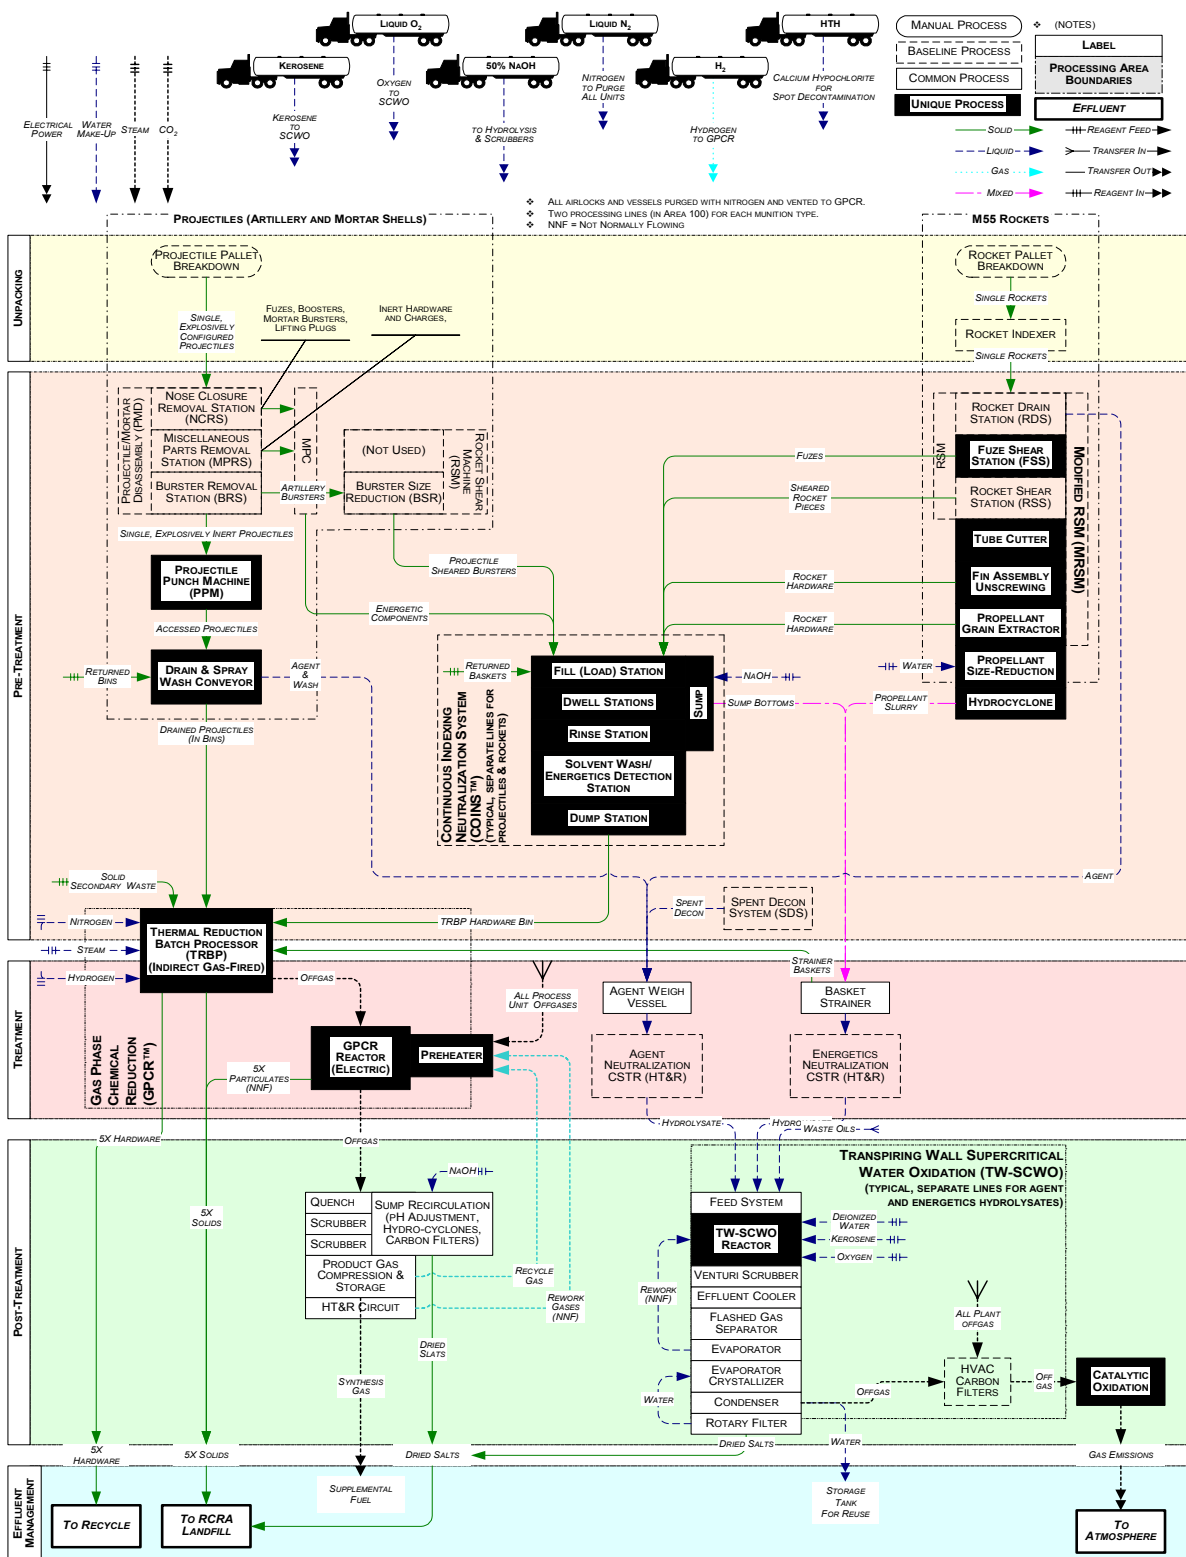 LIQUID O2
LIQUID N2
HTH
KEROSENE
50% NAOH
H2
MANUAL PROCESS
❖ (NOTES)
BASELINE PROCESS
LABEL
COMMON PROCESS
PROCESSING AREA
BOUNDARIES
UNIQUE PROCESS
EFFLUENT
SOLID
REAGENT FEED
LIQUID
TRANSFER IN
GAS
TRANSFER OUT
MIXED
REAGENT IN
ELECTRICAL
POWER
WATER
MAKE-UP
STEAM
CO2
KEROSENE
TO
SCWO
OXYGEN
TO
SCWO
TO HYDROLYSIS
& SCRUBBERS
NITROGEN
TO PURGE
ALL UNITS
HYDROGEN
TO GPCR
CALCIUM HYPOCHLORITE
FOR
SPOT DECONTAMINATION
❖ ALL AIRLOCKS AND VESSELS PURGED WITH NITROGEN AND VENTED TO GPCR.
❖ TWO PROCESSING LINES (IN AREA 100) FOR EACH MUNITION TYPE.
❖ NNF = NOT NORMALLY FLOWING
PROJECTILES (ARTILLERY AND MORTAR SHELLS)
M55 ROCKETS
UNPACKING
PROJECTILE PALLET
BREAKDOWN
SINGLE,
EXPLOSIVELY
CONFIGURED
PROJECTILES
FUZES, BOOSTERS,
MORTAR BURSTERS,
LIFTING PLUGS
INERT HARDWARE
AND CHARGES,
ROCKET PALLET
BREAKDOWN
SINGLE ROCKETS
ROCKET INDEXER
SINGLE ROCKETS
PRE-TREATMENT
PROJECTILE/MORTAR
DISASSEMBLY (PMD)
NOSE CLOSURE
REMOVAL STATION
(NCRS)
MISCELLANEOUS
PARTS REMOVAL
STATION (MPRS)
BURSTER REMOVAL
STATION (BRS)
MPC
ARTILLERY
BURSTERS
(NOT USED)
BURSTER SIZE
REDUCTION (BSR)
ROCKET SHEAR
MACHINE
(RSM)
RSM
ROCKET DRAIN
STATION (RDS)
FUZE SHEAR
STATION (FSS)
ROCKET SHEAR
STATION (RSS)
TUBE CUTTER
FIN ASSEMBLY
UNSCREWING
PROPELLANT
GRAIN EXTRACTOR
PROPELLANT
SIZE-REDUCTION
HYDROCYCLONE
MODIFIED RSM (MRSM)
FUZES
SHEARED
ROCKET
PIECES
ROCKET
HARDWARE
ROCKET
HARDWARE
WATER
PROPELLANT
SLURRY
SINGLE, EXPLOSIVELY INERT PROJECTILES
PROJECTILE
PUNCH MACHINE
(PPM)
ACCESSED PROJECTILES
PROJECTILE
SHEARED BURSTERS
ENERGETIC
COMPONENTS
RETURNED
BINS
DRAIN & SPRAY
WASH CONVEYOR
AGENT
&
WASH
DRAINED PROJECTILES
(IN BINS)
CONTINUOUS INDEXING
NEUTRALIZATION SYSTEM
(COINS™)
(TYPICAL, SEPARATE LINES FOR
PROJECTILES & ROCKETS)
RETURNED
BASKETS
FILL (LOAD) STATION
DWELL STATIONS
RINSE STATION
SOLVENT WASH/
ENERGETICS DETECTION
STATION
DUMP STATION
SUMP
NAOH
SUMP BOTTOMS
AGENT
SOLID
SECONDARY WASTE
NITROGEN
STEAM
HYDROGEN
THERMAL REDUCTION
BATCH PROCESSOR
(TRBP)
(INDIRECT GAS-FIRED)
TRBP HARDWARE BIN
SPENT
DECON
SPENT DECON
SYSTEM (SDS)
TREATMENT
OFFGAS
ALL PROCESS
UNIT OFFGASES
STRAINER
BASKETS
AGENT WEIGH
VESSEL
BASKET
STRAINER
GAS PHASE
CHEMICAL
REDUCTION
(GPCR™)
GPCR
REACTOR
(ELECTRIC)
PREHEATER
5X
PARTICULATES
(NNF)
AGENT
NEUTRALIZATION
CSTR (HT&R)
ENERGETICS
NEUTRALIZATION
CSTR (HT&R)
HYDROLYSATE
HYDRO
WASTE OILS
5X HARDWARE
OFFGAS
POST-TREATMENT
TRANSPIRING WALL SUPERCRITICAL
WATER OXIDATION (TW-SCWO)
(TYPICAL, SEPARATE LINES FOR AGENT
AND ENERGETICS HYDROLYSATES)
NAOH
QUENCH
SCRUBBER
SCRUBBER
SUMP RECIRCULATION
(PH ADJUSTMENT,
HYDRO-CYCLONES,
CARBON FILTERS)
PRODUCT GAS
COMPRESSION &
STORAGE
HT&R CIRCUIT
5X
SOLIDS
RECYCLE
GAS
REWORK
GASES
(NNF)
FEED SYSTEM
TW-SCWO
REACTOR
VENTURI SCRUBBER
EFFLUENT COOLER
FLASHED GAS
SEPARATOR
EVAPORATOR
EVAPORATOR
CRYSTALLIZER
CONDENSER
ROTARY FILTER
DEIONIZED
WATER
KEROSENE
OXYGEN
REWORK
(NNF)
WATER
ALL PLANT
OFFGAS
HVAC
CARBON
FILTERS
OFFGAS
OFF
GAS
CATALYTIC
OXIDATION
DRIED
SLATS
SYNTHESIS
GAS
5X
HARDWARE
5X SOLIDS
DRIED SALTS
DRIED SALTS
WATER
GAS EMISSIONS
EFFLUENT
MANAGEMENT
TO RECYCLE
TO RCRA
LANDFILL
SUPPLEMENTAL
FUEL
STORAGE
TANK
FOR REUSE
TO
ATMOSPHERE